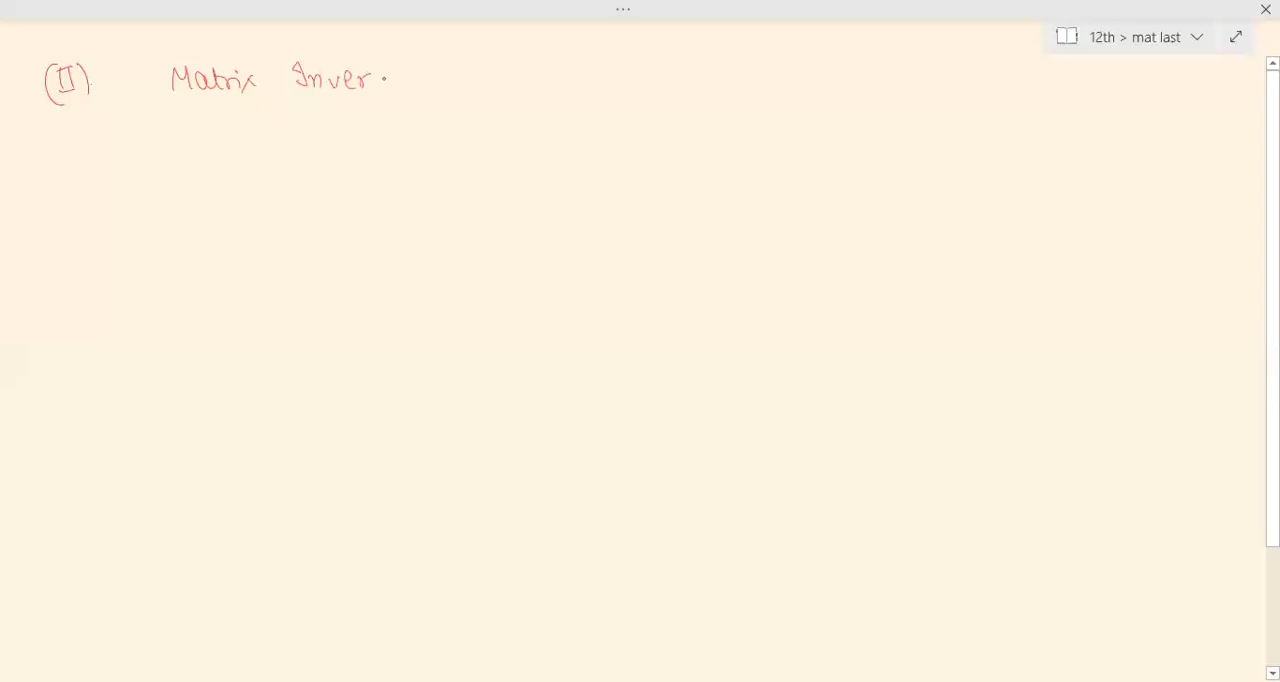 12th > mat last
(II). Matrix Inver